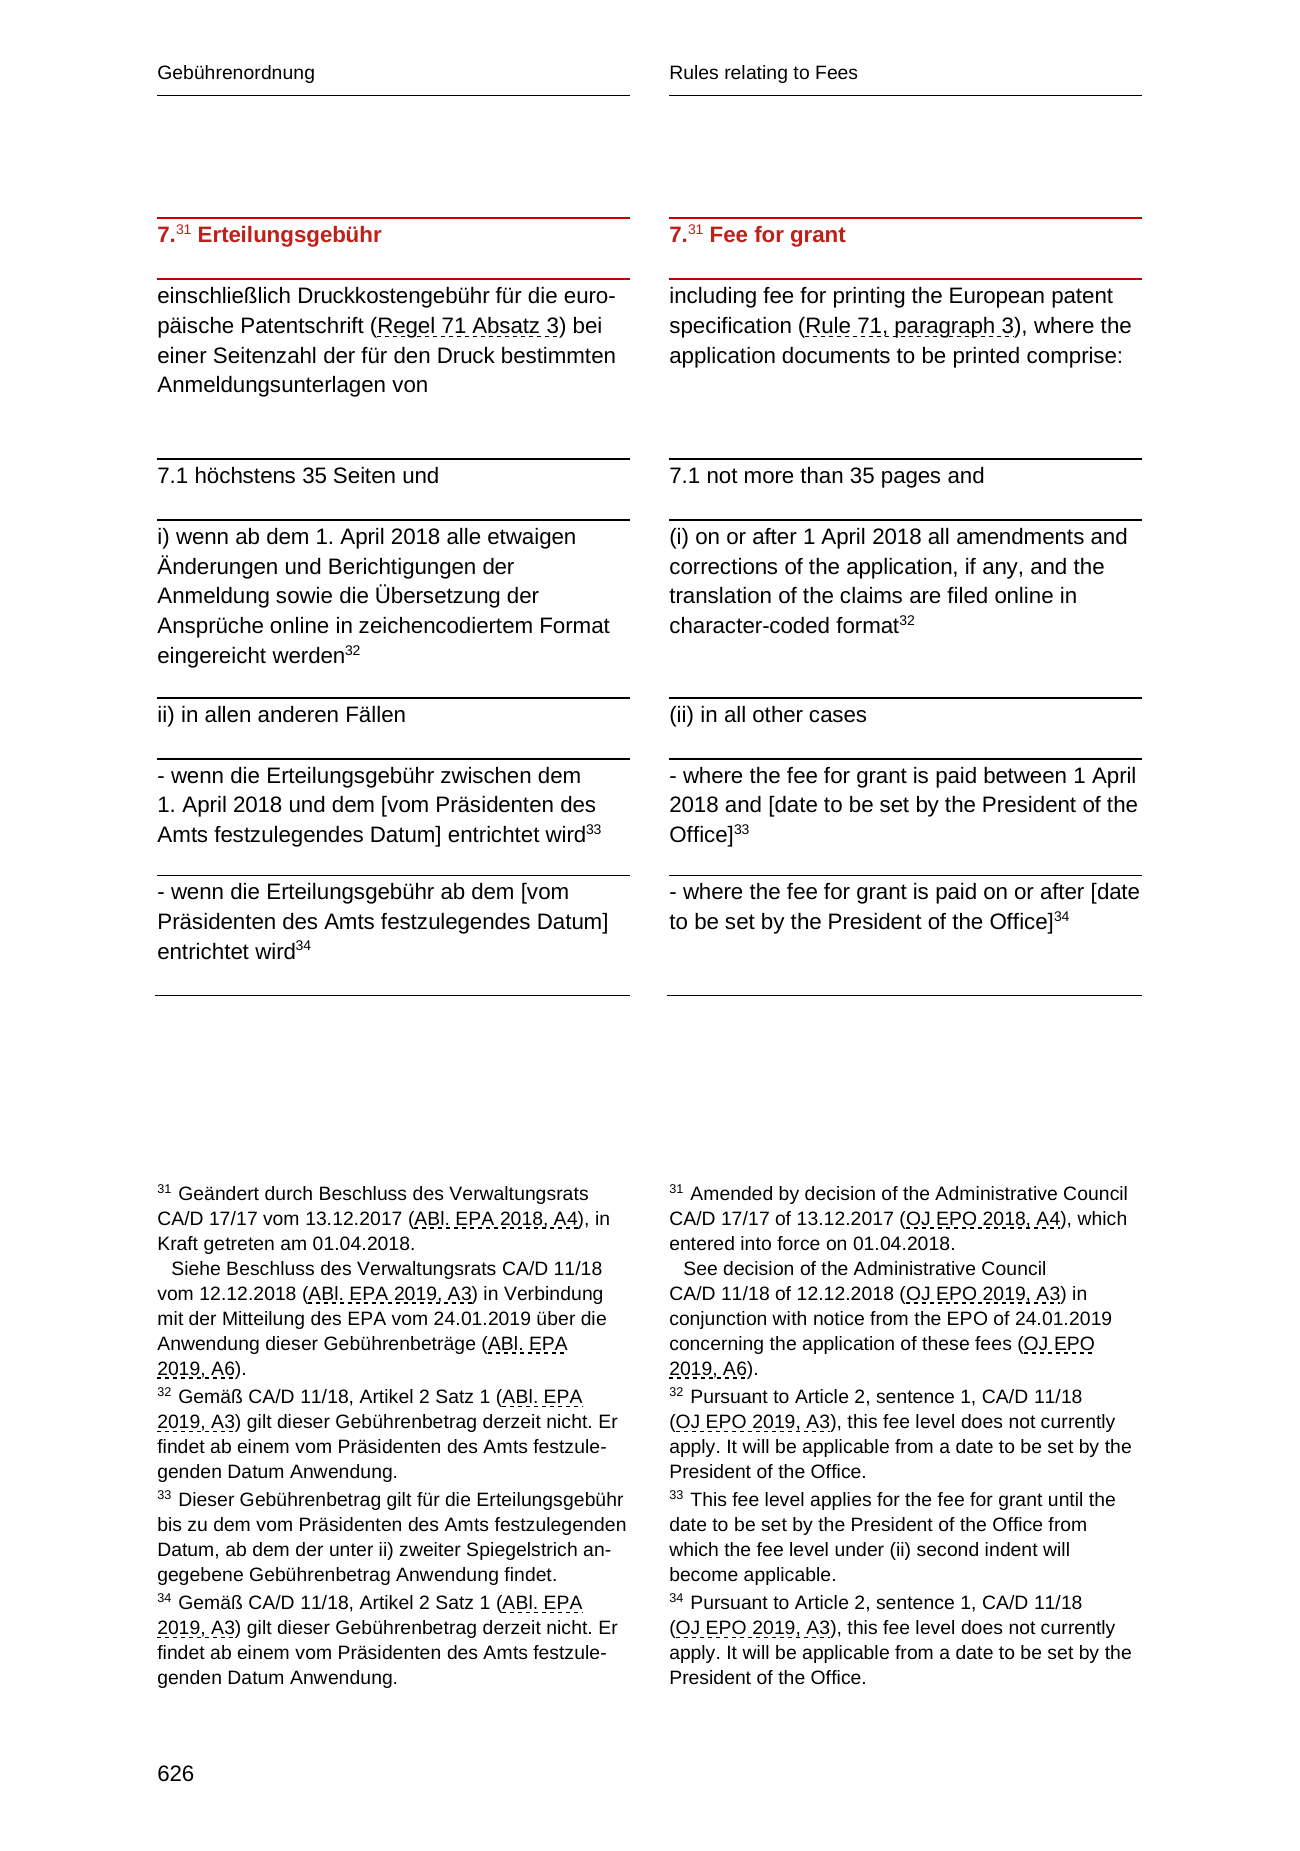 Gebührenordnung
7.31 Erteilungsgebühr
einschließlich Druckkostengebühr für die euro-
päische Patentschrift (Regel 71 Absatz 3) bei
einer Seitenzahl der für den Druck bestimmten
Anmeldungsunterlagen von
7.1 höchstens 35 Seiten und
i) wenn ab dem 1. April 2018 alle etwaigen
Änderungen und Berichtigungen der
Anmeldung sowie die Übersetzung der
Ansprüche online in zeichencodiertem Format
eingereicht werden32
ii) in allen anderen Fällen
- wenn die Erteilungsgebühr zwischen dem
1. April 2018 und dem [vom Präsidenten des
Amts festzulegendes Datum] entrichtet wird33
- wenn die Erteilungsgebühr ab dem [vom
Präsidenten des Amts festzulegendes Datum]
entrichtet wird34
31 Geändert durch Beschluss des Verwaltungsrats
CA/D 17/17 vom 13.12.2017 (ABl. EPA 2018, A4), in
Kraft getreten am 01.04.2018.
Siehe Beschluss des Verwaltungsrats CA/D 11/18
vom 12.12.2018 (ABl. EPA 2019, A3) in Verbindung
mit der Mitteilung des EPA vom 24.01.2019 über die
Anwendung dieser Gebührenbeträge (ABl. EPA
2019, A6).
32 Gemäß CA/D 11/18, Artikel 2 Satz 1 (ABl. EPA
2019, A3) gilt dieser Gebührenbetrag derzeit nicht. Er
findet ab einem vom Präsidenten des Amts festzule-
genden Datum Anwendung.
33 Dieser Gebührenbetrag gilt für die Erteilungsgebühr
bis zu dem vom Präsidenten des Amts festzulegenden
Datum, ab dem der unter ii) zweiter Spiegelstrich an-
gegebene Gebührenbetrag Anwendung findet.
34 Gemäß CA/D 11/18, Artikel 2 Satz 1 (ABl. EPA
2019, A3) gilt dieser Gebührenbetrag derzeit nicht. Er
findet ab einem vom Präsidenten des Amts festzule-
genden Datum Anwendung.
Rules relating to Fees
7.31 Fee for grant
including fee for printing the European patent
specification (Rule 71, paragraph 3), where the
application documents to be printed comprise:
7.1 not more than 35 pages and
(i) on or after 1 April 2018 all amendments and
corrections of the application, if any, and the
translation of the claims are filed online in
character-coded format32
(ii) in all other cases
- where the fee for grant is paid between 1 April
2018 and [date to be set by the President of the
Office]33
- where the fee for grant is paid on or after [date
to be set by the President of the Office]34
31 Amended by decision of the Administrative Council
CA/D 17/17 of 13.12.2017 (OJ EPO 2018, A4), which
entered into force on 01.04.2018.
See decision of the Administrative Council
CA/D 11/18 of 12.12.2018 (OJ EPO 2019, A3) in
conjunction with notice from the EPO of 24.01.2019
concerning the application of these fees (OJ EPO
2019, A6).
32 Pursuant to Article 2, sentence 1, CA/D 11/18
(OJ EPO 2019, A3), this fee level does not currently
apply. It will be applicable from a date to be set by the
President of the Office.
33 This fee level applies for the fee for grant until the
date to be set by the President of the Office from
which the fee level under (ii) second indent will
become applicable.
34 Pursuant to Article 2, sentence 1, CA/D 11/18
(OJ EPO 2019, A3), this fee level does not currently
apply. It will be applicable from a date to be set by the
President of the Office.
626